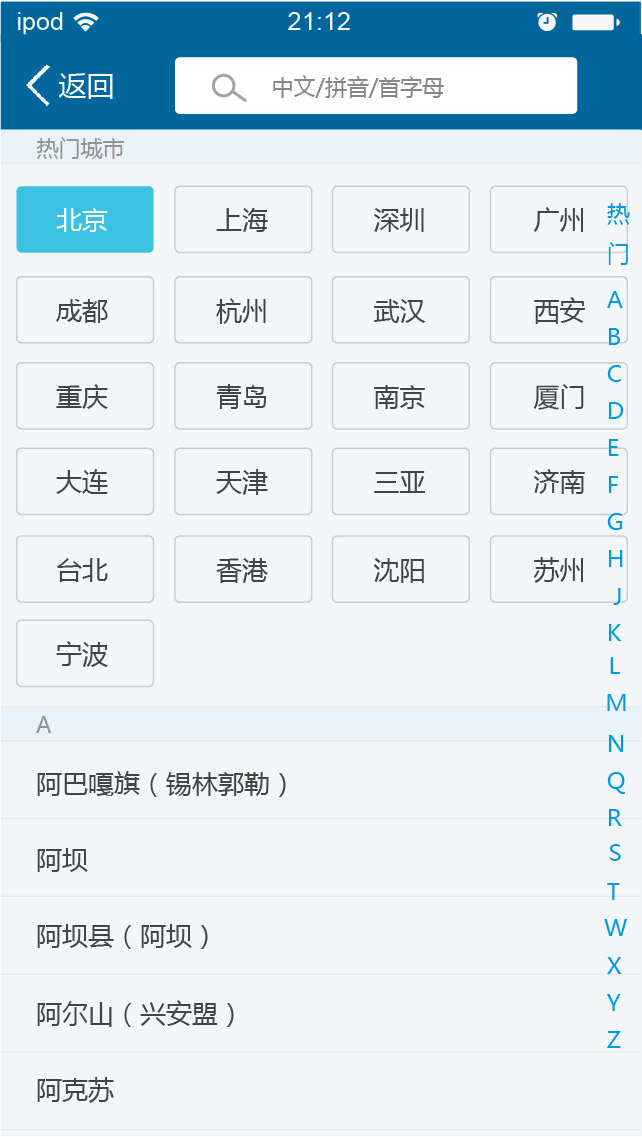 ipod 21:12
返回 中文/拼音/首字母
热门城市
北京 上海 深圳 广州
成都 杭州 武汉 西安
重庆 青岛 南京 厦门
大连 天津 三亚 济南
台北 香港 沈阳 苏州
宁波
A
阿巴嘎旗（锡林郭勒）
阿坝
阿坝县（阿坝）
阿尔山（兴安盟）
阿克苏
热
门
A
B
C
D
E
F
G
H
J
K
L
M
N
Q
R
S
T
W
X
Y
Z